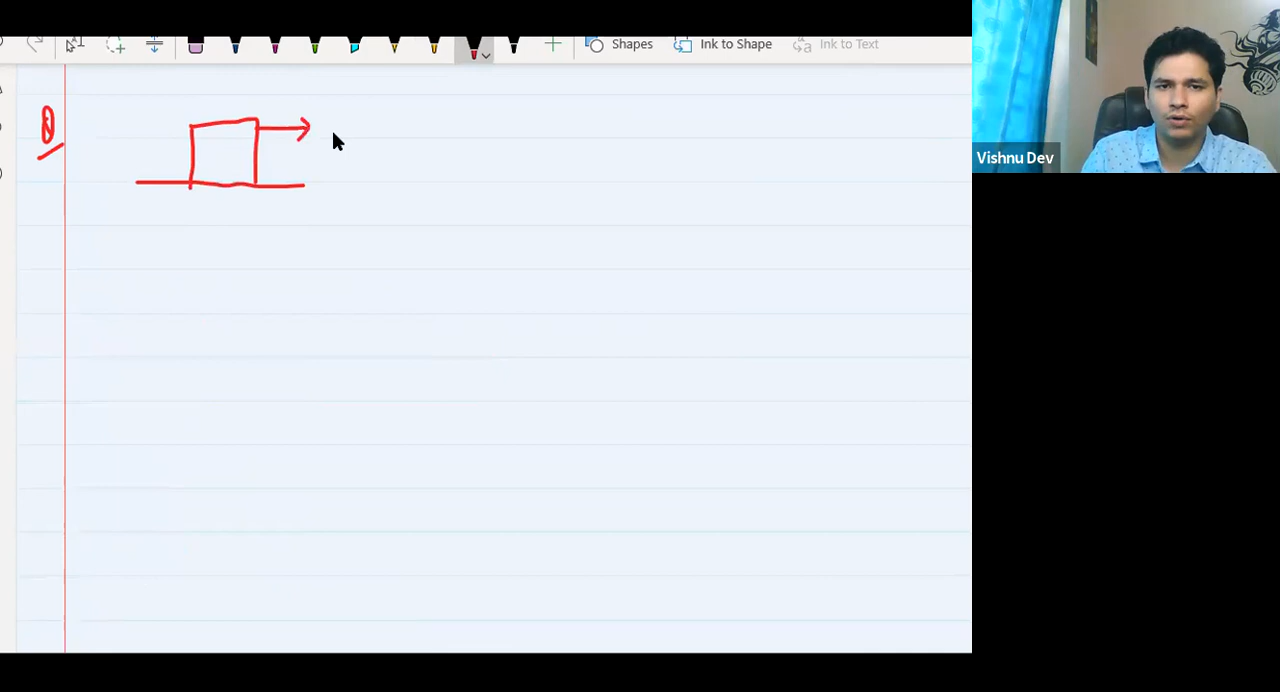 Shapes
Ink to Shape
Ink to Text
Vishnu Dev
Q